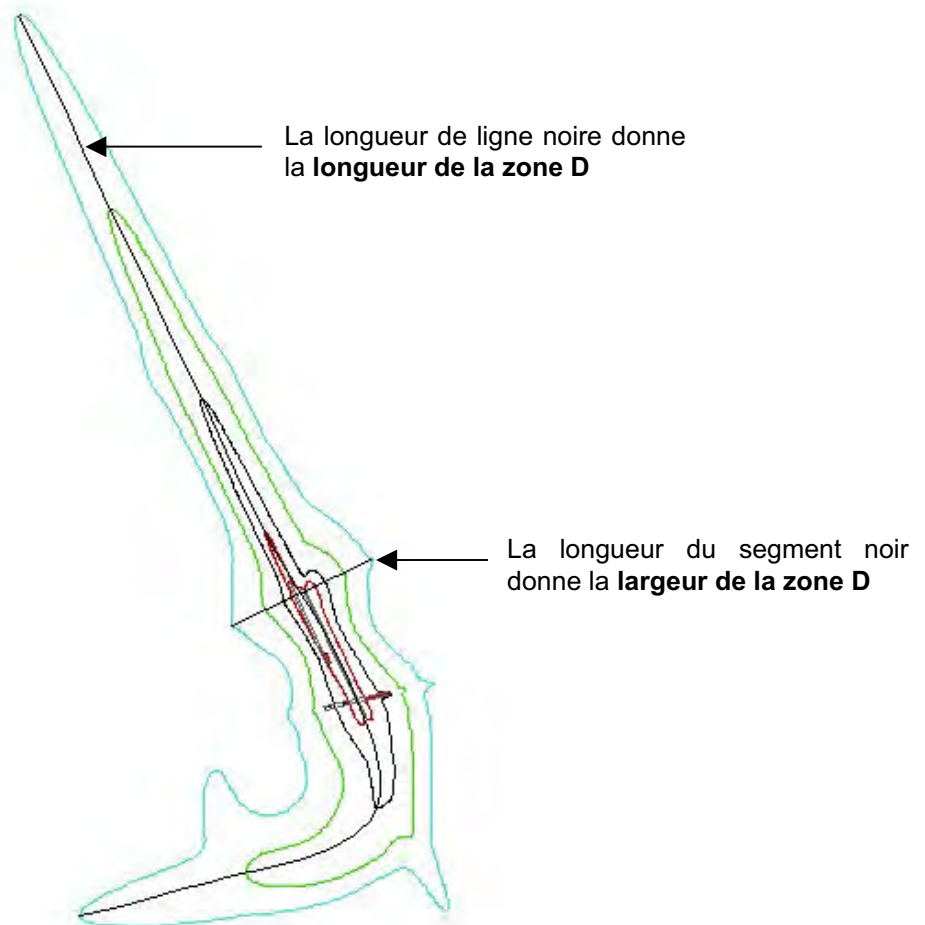 La longueur de ligne noire donne
la longueur de la zone D
La longueur du segment noir
donne la largeur de la zone D